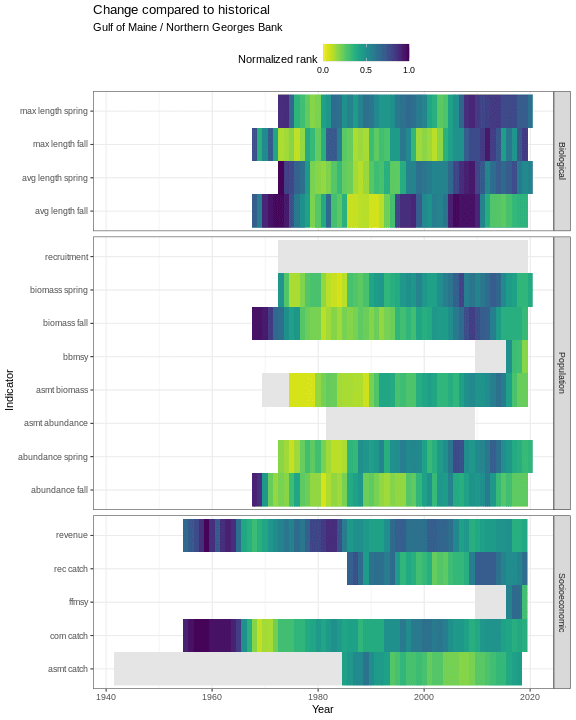 Change compared to historical
Gulf of Maine / Northern Georges Bank
Normalized rank
0.0 0.5 1.0
max length spring
max length fall
avg length spring
avg length fall
Biological
recruitment
biomass spring
biomass fall
bbmsy
asmt biomass
asmt abundance
abundance spring
abundance fall
Population
Indicator
revenue
rec catch
ffmsy
com catch
asmt catch
Socioeconomic
1940 1960 1980 2000 2020
Year